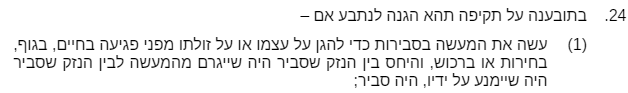 24. בתובענה על תקיפה תהא הגנה לנתבע אם –
(1) עשה את המעשה בסבירות כדי להגן על עצמו או על זולתו מפני פגיעה בחיים, בגוף,
בחירות או ברכוש, והיחס בין הנזק שסביר היה שייגרם מהמעשה לבין הנזק שסביר
היה שיימנע על ידיו, היה סביר;